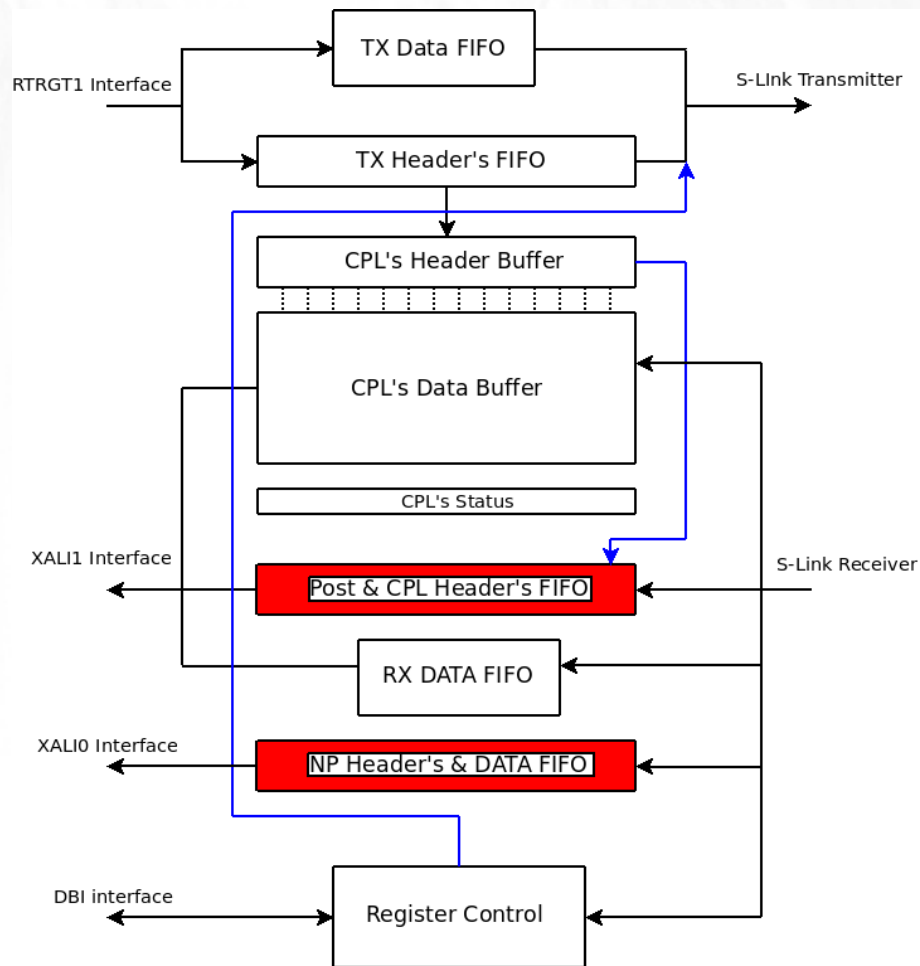 TX Data FIFO
RTRGT1 Interface
S-LInk Transmitter
TX Header's FIFO
CPL's Header Buffer
CPL's Data Buffer
CPL's Status
XALI1 Interface
S-Link Receiver
Post & CPL Header's FIFO
RX DATA FIFO
XALI0 Interface
NP Header's & DATA FIFO
DBI interface
Register Control